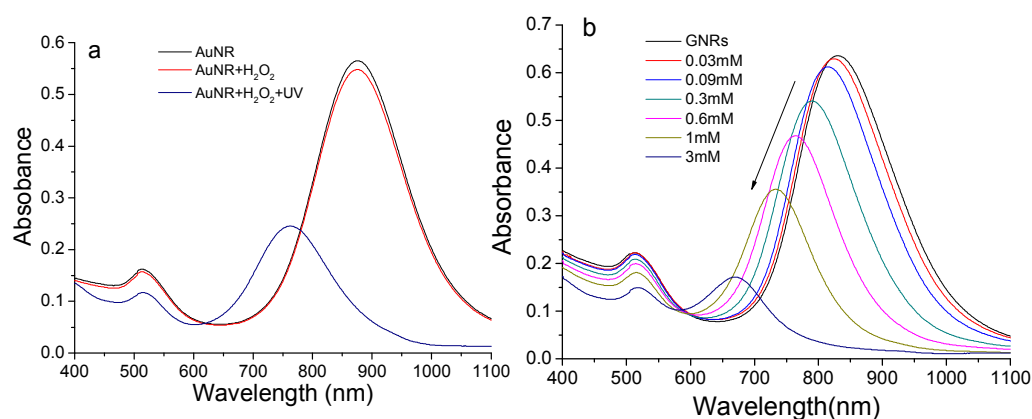 a
AuNR
AuNR+H₂O₂
AuNR+H₂O₂+UV
0.6
0.5
0.4
0.3
0.2
0.1
0.0
Absobance
400 500 600 700 800 900 1000 1100
Wavelength (nm)
b
GNRs
0.03mM
0.09mM
0.3mM
0.6mM
1mM
3mM
0.7
0.6
0.5
0.4
0.3
0.2
0.1
0.0
Absorbance
400 500 600 700 800 900 1000 1100
Wavelength(nm)